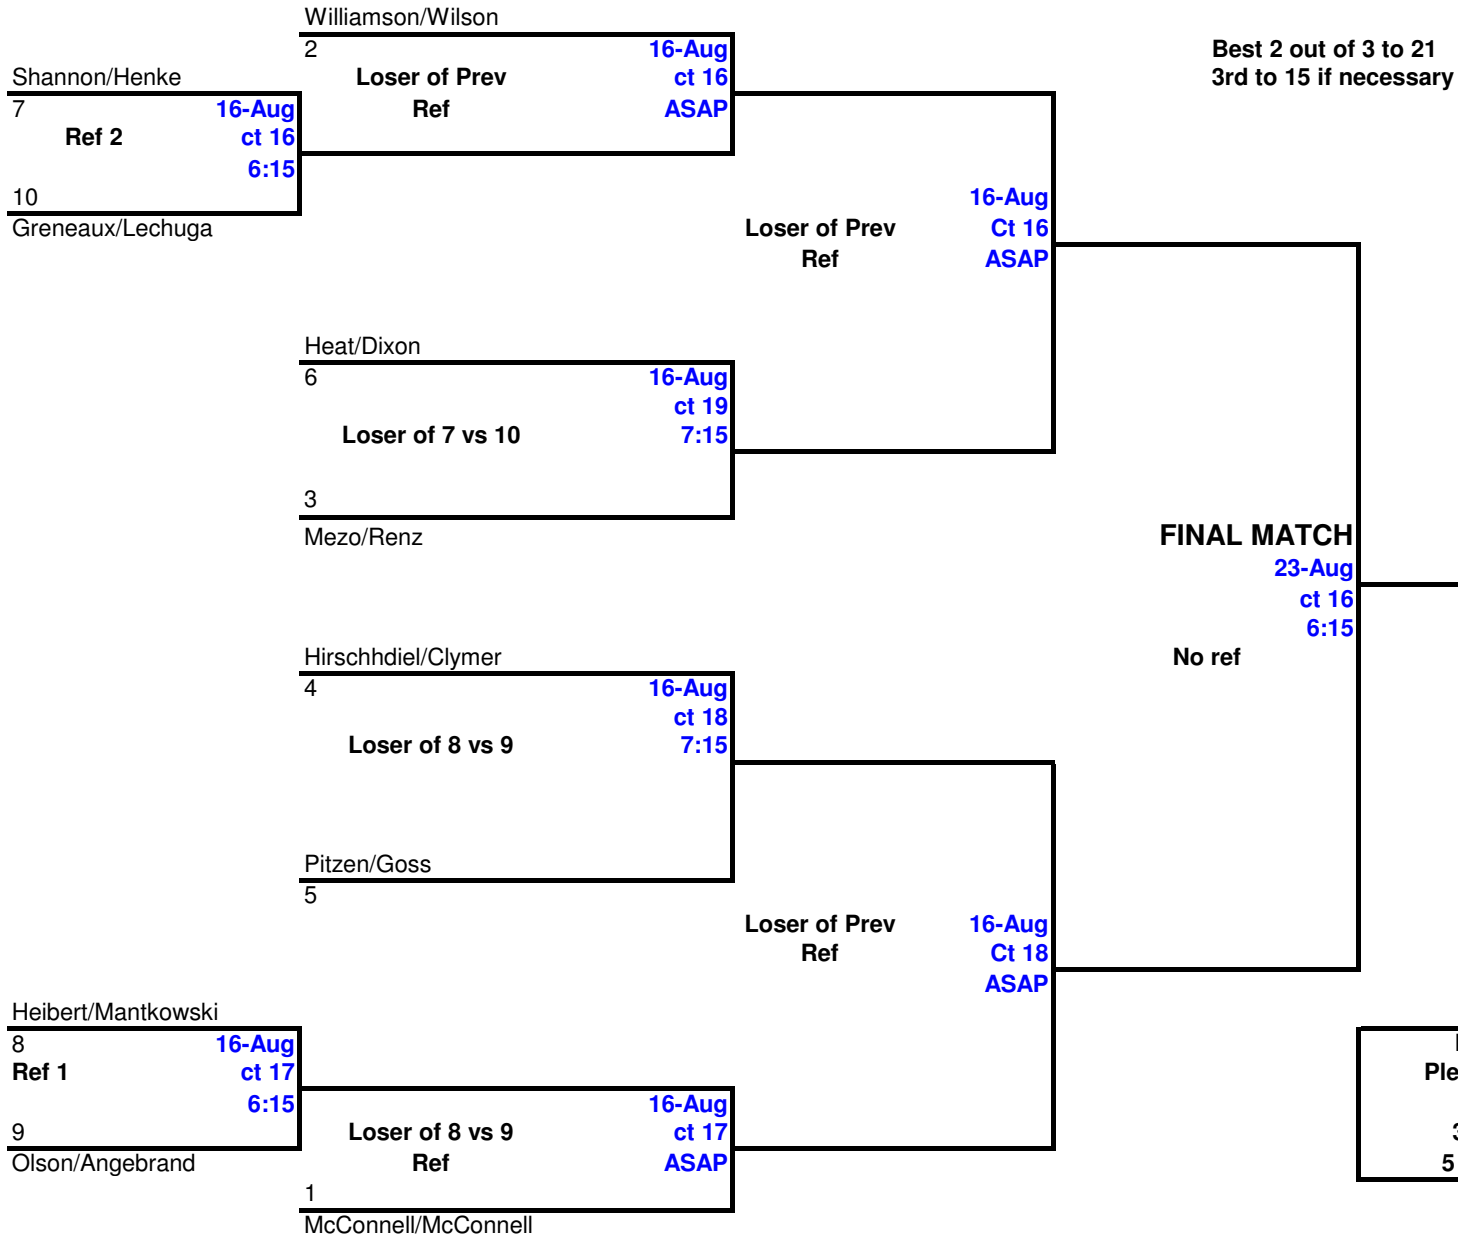 Williamson/Wilson
2 16-Aug
Loser of Prev ct 16
Ref ASAP
Best 2 out of 3 to 21
3rd to 15 if necessary
Shannon/Henke
7 16-Aug
Ref 2 ct 16
6:15
10
Greneaux/Lechuga
16-Aug
Loser of Prev Ct 16
Ref ASAP
Heat/Dixon
6 16-Aug
ct 19
Loser of 7 vs 10 7:15
3
Mezo/Renz
FINAL MATCH
23-Aug
ct 16
6:15
No ref
Hirschhdiel/Clymer
4 16-Aug
ct 18
Loser of 8 vs 9 7:15
Pitzen/Goss
5
Loser of Prev 16-Aug
Ref Ct 18
ASAP
Heibert/Mantkowski
8 16-Aug
Ref 1 ct 17
6:15
9
Olson/Angebrand
16-Aug
Loser of 8 vs 9 ct 17
Ref ASAP
1
McConnell/McConnell
Ple
5